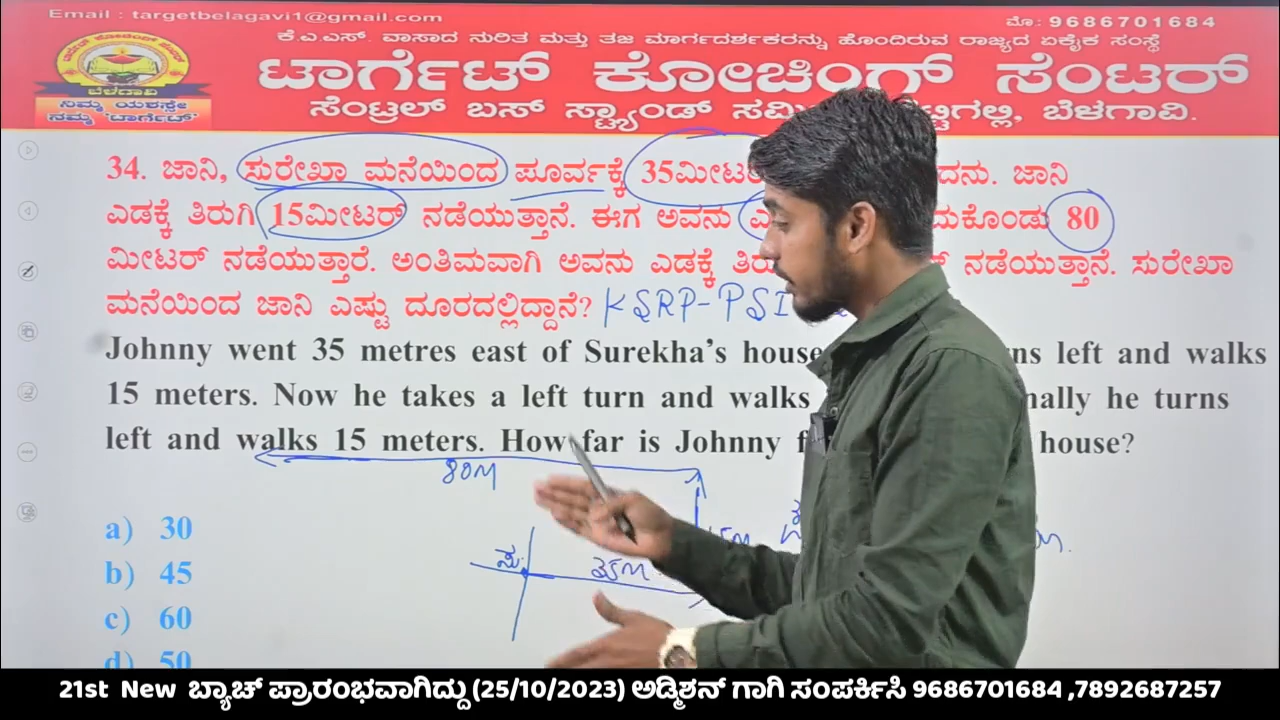 Email : targetbelagavi1@gmail.com
ಮೊ: 9686701684
ಕೆ.ಎ.ಎಸ್. ವಾಸಾದ ನುರಿತ ಮತ್ತು ತಜ್ಞ ಮಾರ್ಗದರ್ಶಕರನ್ನು ಹೊಂದಿರುವ ರಾಜ್ಯದ ಏಕೈಕ ಸಂಸ್ಥೆ
ಟಾರ್ಗೆಟ್ ಕೋಚಿಂಗ್ ಸೆಂಟರ್
ಸೆಂಟ್ರಲ್ ಬಸ್ ಸ್ಟ್ಯಾಂಡ್ ಬೆಳಗಾವಿ.
ಬೆಳಗಾವಿ
ನಿಮ್ಮ ಯಶಸ್ಸೇ
ನಮ್ಮ 'ಟಾರ್ಗೆಟ್'
34. ಜಾನಿ, ಸುರೇಖಾ ಮನೆಯಿಂದ ಪೂರ್ವಕ್ಕೆ ಜಾನಿ
ಎಡಕ್ಕೆ ತಿರುಗಿ 15ಮೀಟರ್ ನಡೆಯುತ್ತಾನೆ. ಈಗ ಅವನು 80
ಮೀಟರ್ ನಡೆಯುತ್ತಾರೆ. ಅಂತಿಮವಾಗಿ ಅವನು ಎಡಕ್ಕೆ ನಡೆಯುತ್ತಾನೆ. ಸುರೇಖಾ
ಮನೆಯಿಂದ ಜಾನಿ ಎಷ್ಟು ದೂರದಲ್ಲಿದ್ದಾನೆ? KSRP-PSI
Johnny went 35 metres east of Surekha's house left and walks
15 meters. Now he takes a left turn and walks he turns
left and walks 15 meters. How far is Johnny house?
80M
ಸು.
35M
a) 30
b) 45
c) 60
d) 50
21st New ಬ್ಯಾಚ್ ಪ್ರಾರಂಭವಾಗಿದ್ದು (25/10/2023) ಅಡ್ಮಿಶನ್ ಗಾಗಿ ಸಂಪರ್ಕಿಸಿ 9686701684 ,7892687257